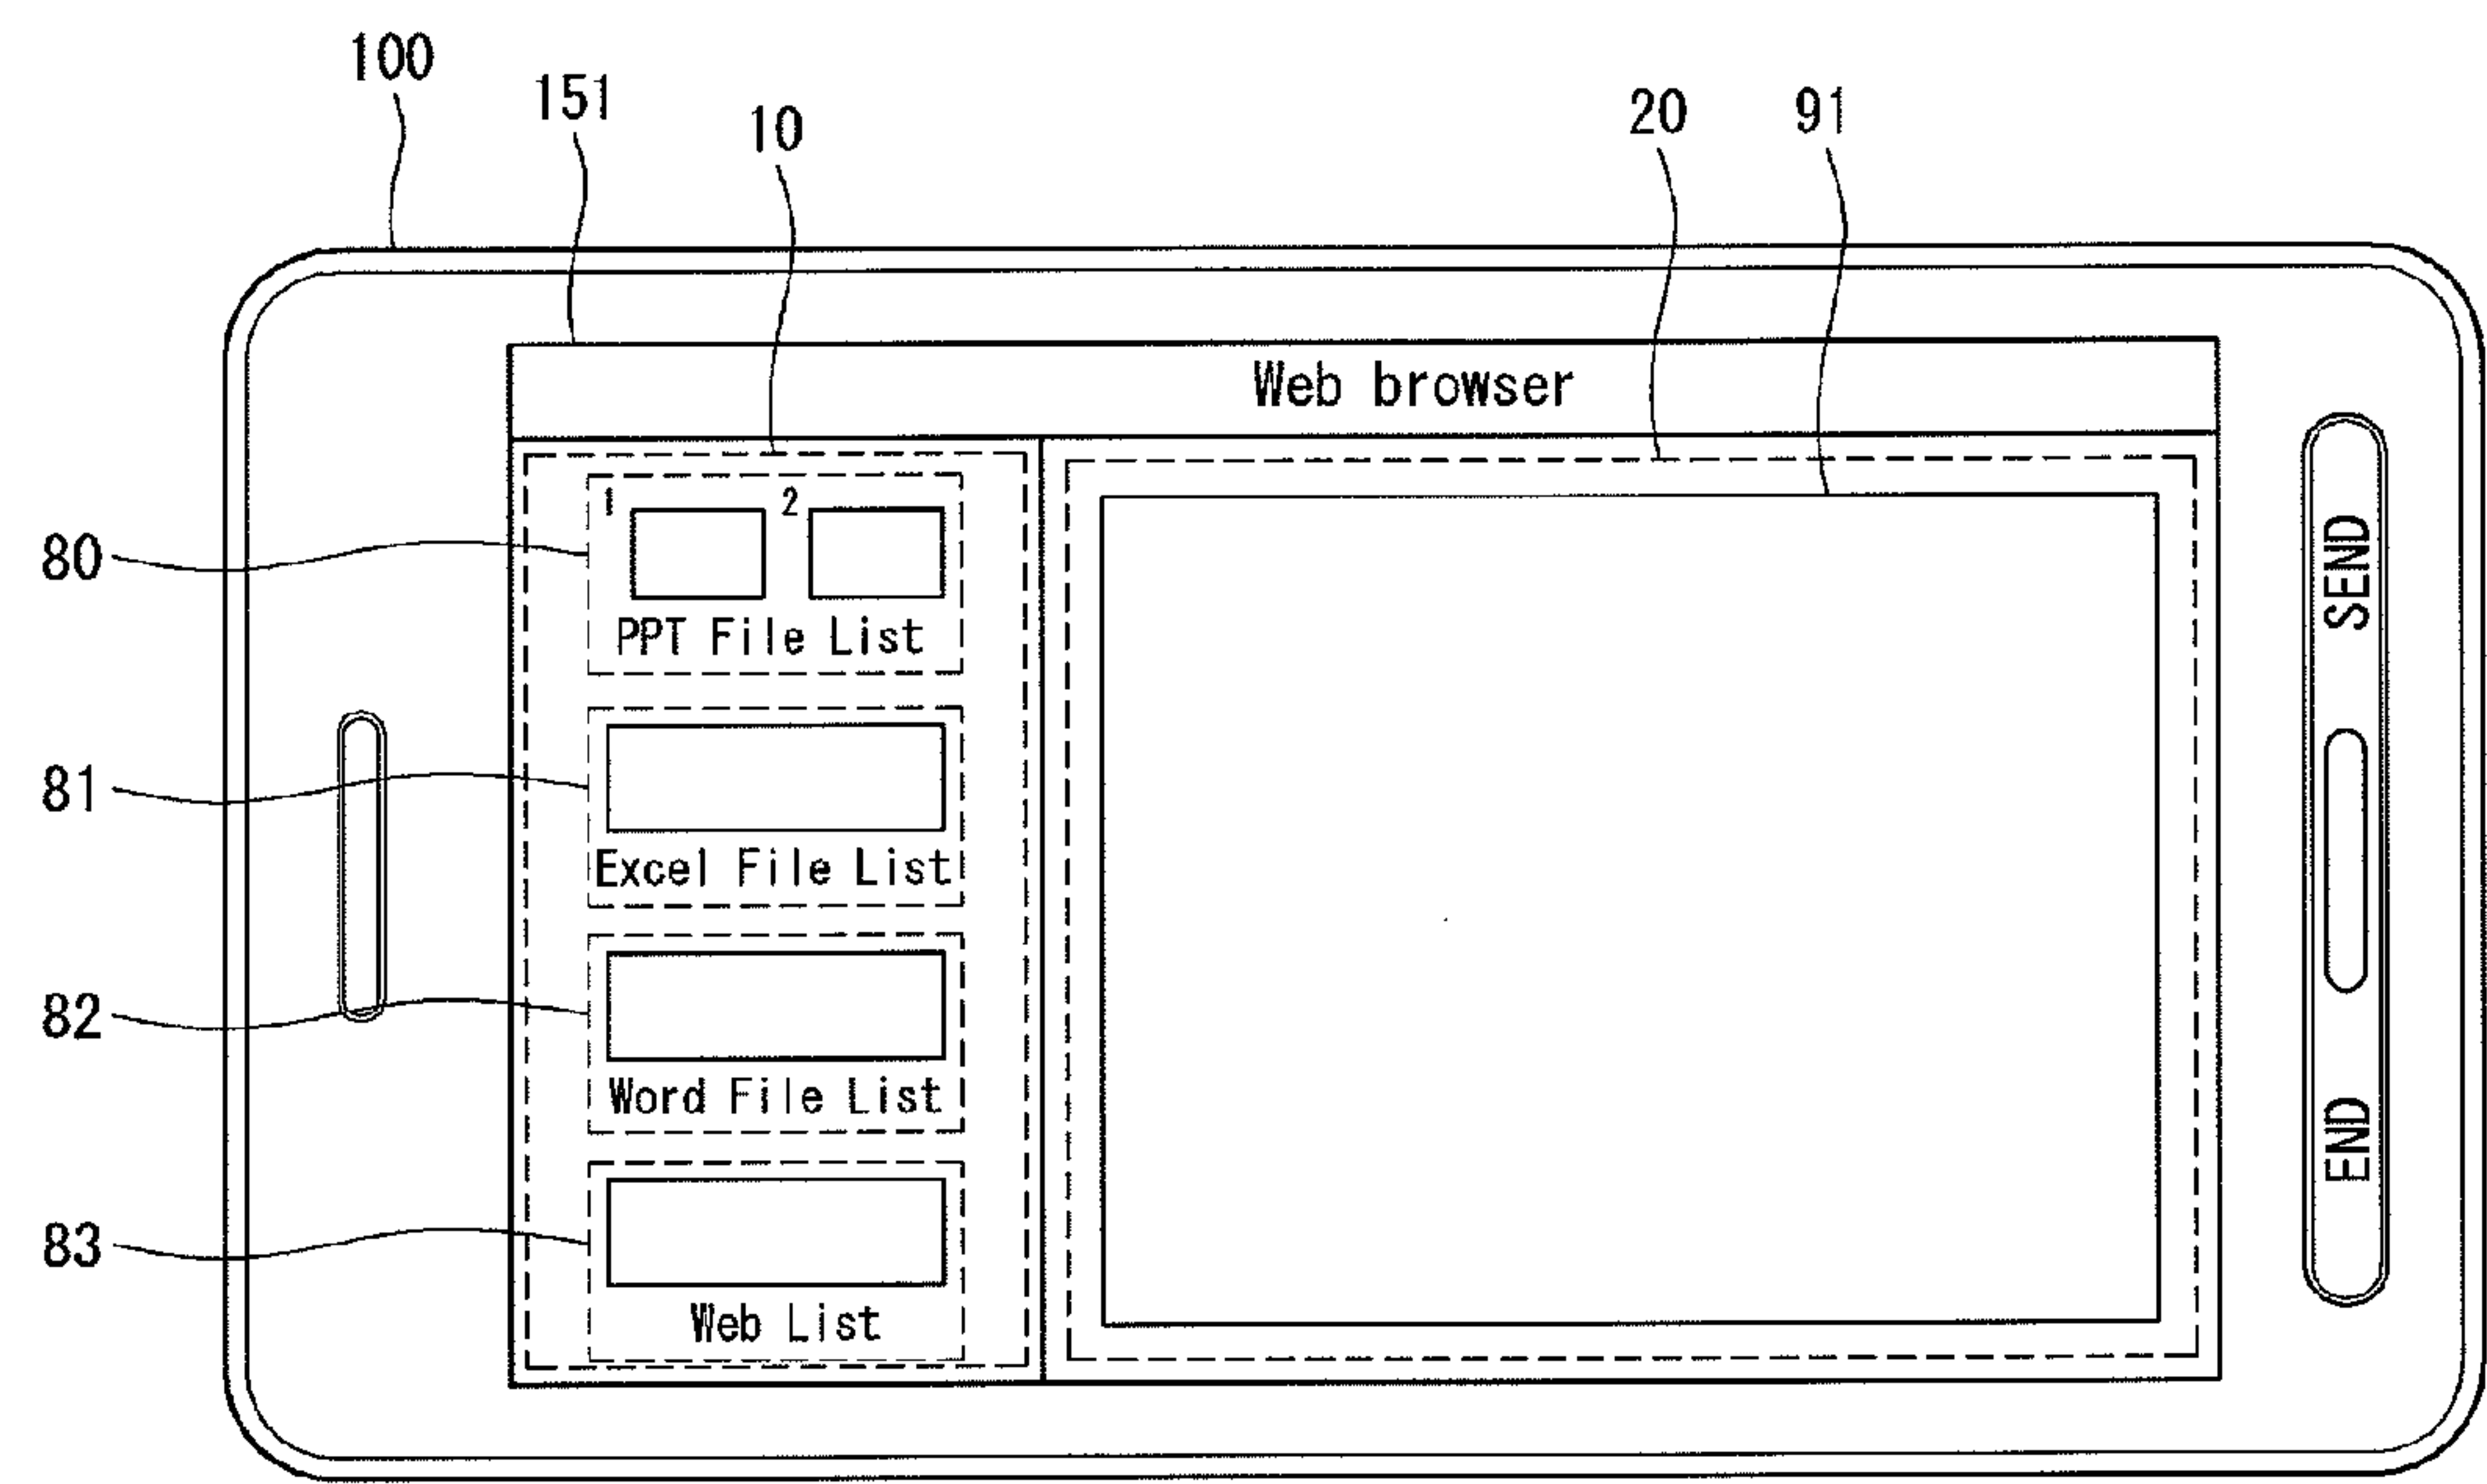 100
151
10
20
91
Web browser
1
2
80
PPT File List
SEND
81
Excel File List
82
Word File List
END
83
Web List